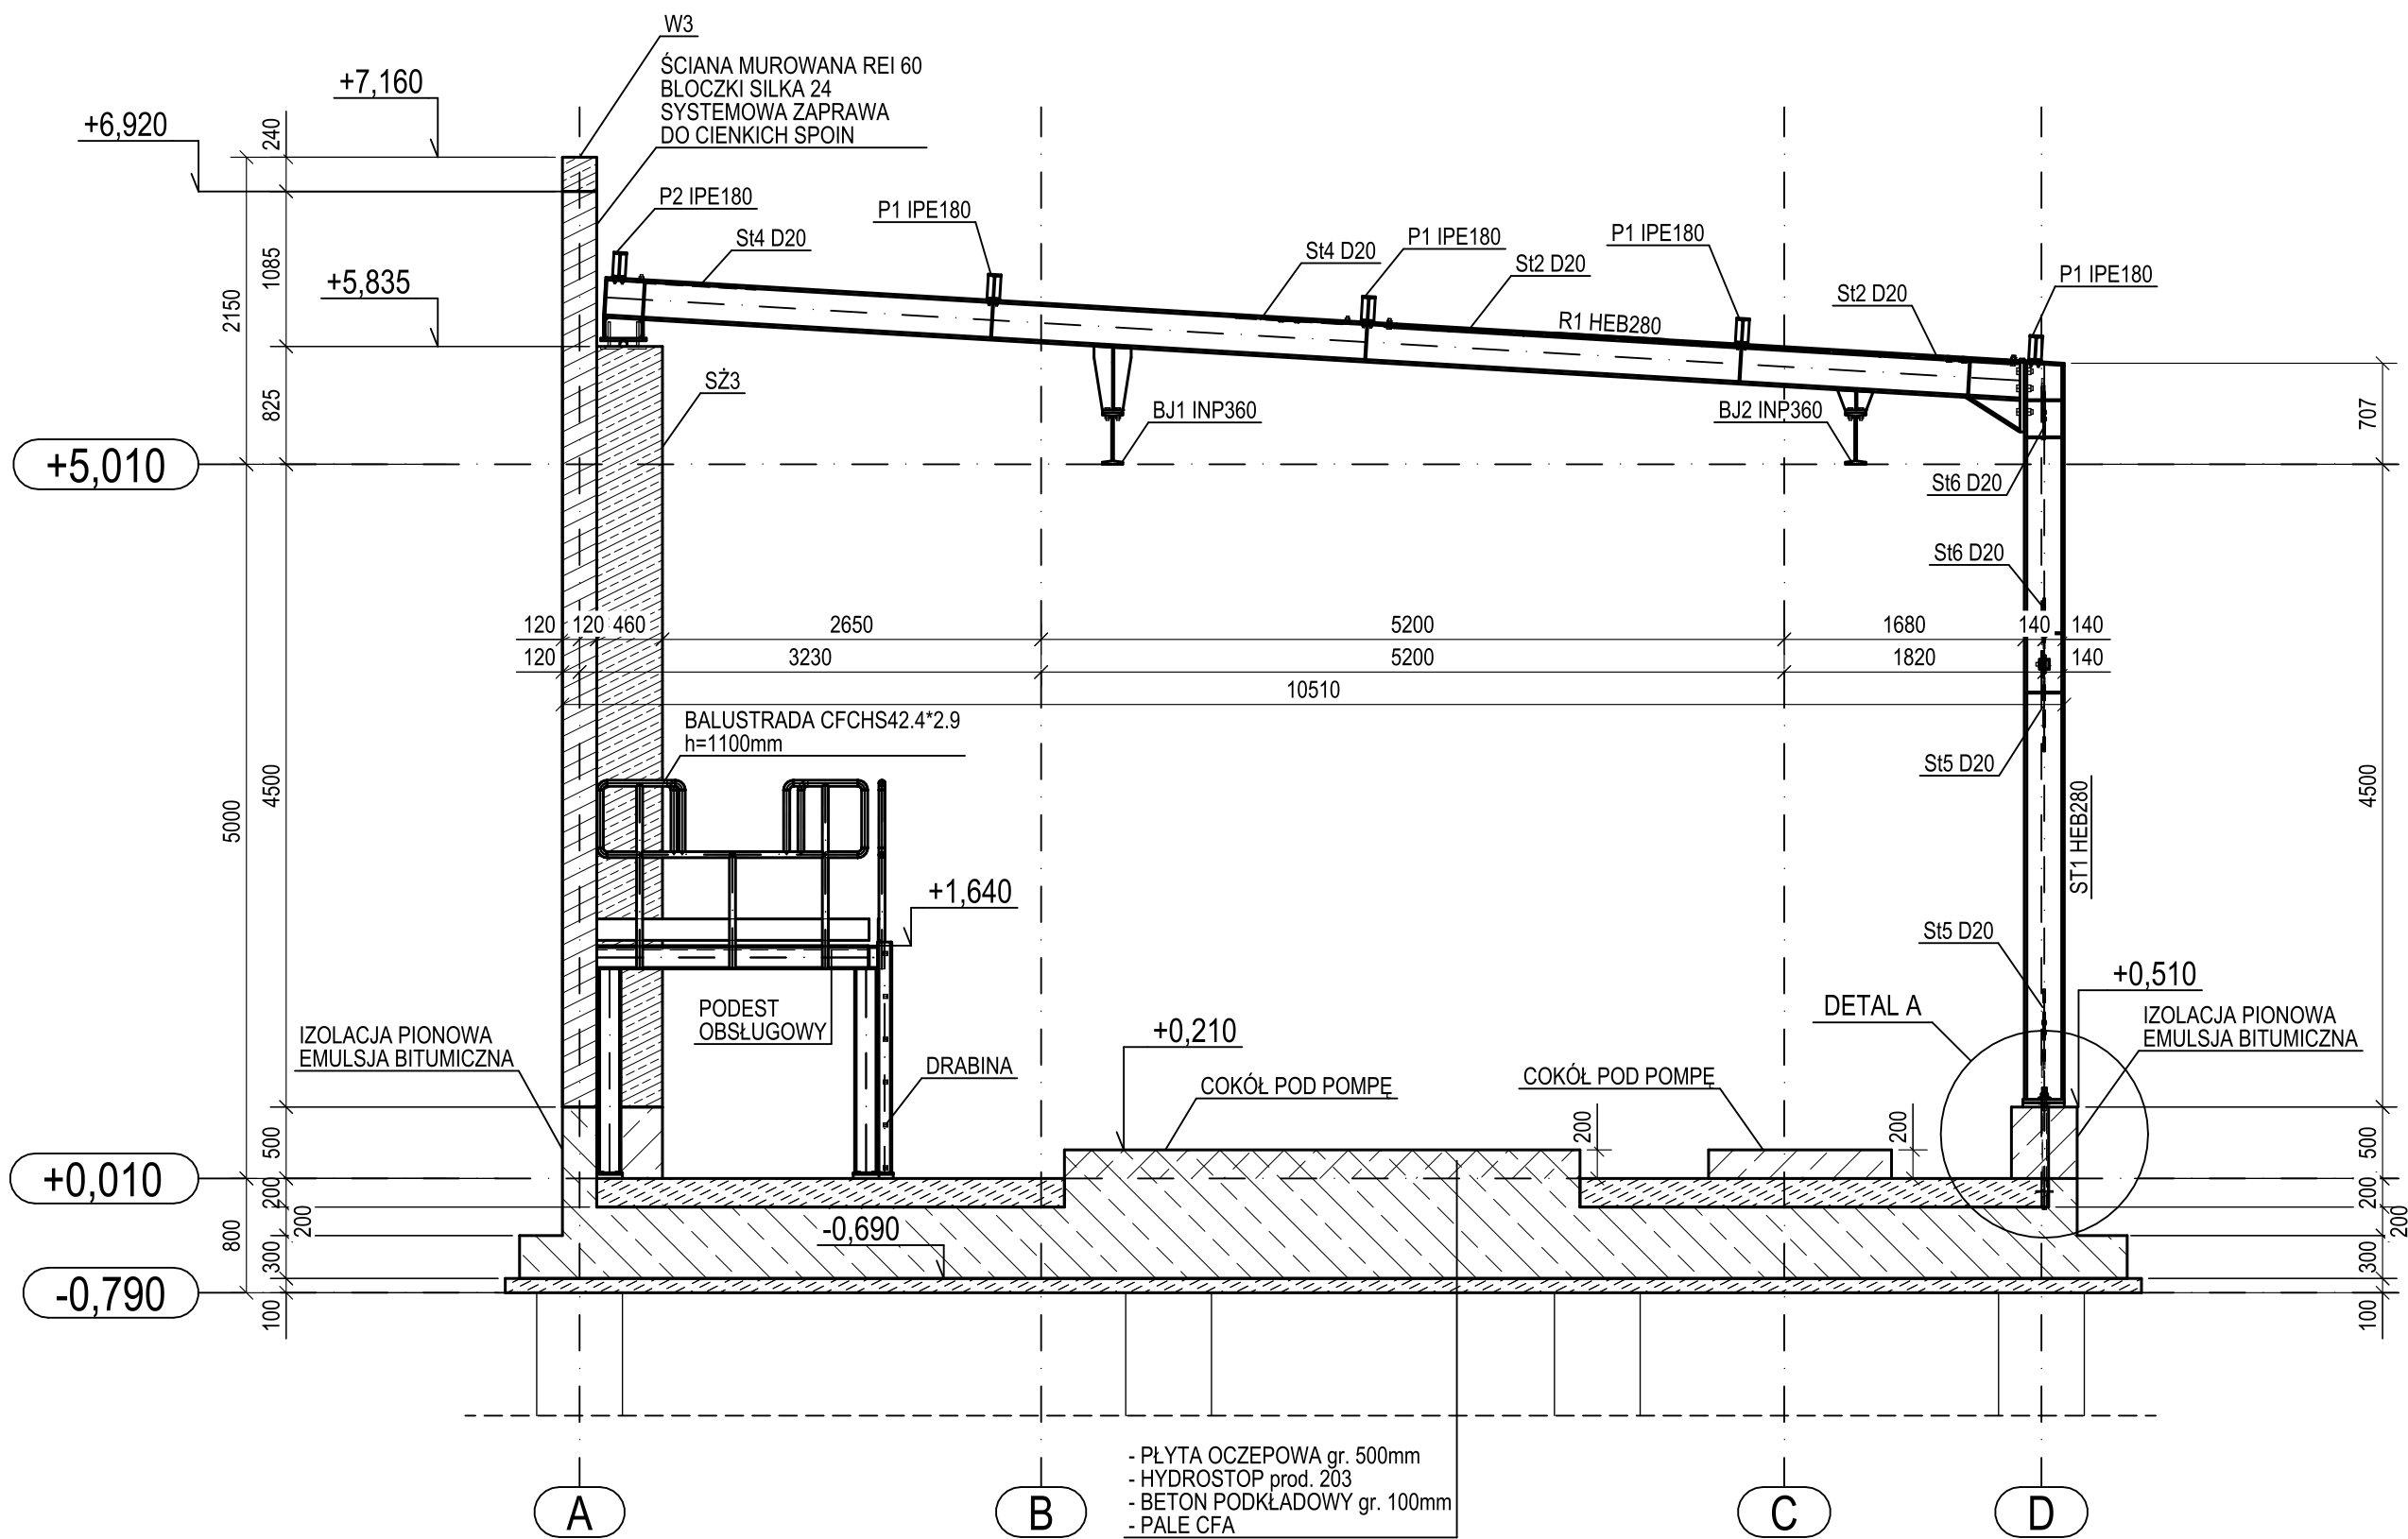 W3
ŚCIANA MUROWANA REI 60
BLOCZKI SILKA 24
SYSTEMOWA ZAPRAWA
DO CIENKICH SPOIN
+7,160
+6,920
240
P2 IPE180
P1 IPE180
St4 D20
St4 D20
P1 IPE180
St2 D20
P1 IPE180
St2 D20
P1 IPE180
1085
2150
+5,835
R1 HEB280
SŻ3
825
BJ1 INP360
BJ2 INP360
707
+5,010
St6 D20
St6 D20
120
120
460
2650
5200
1680
140
140
120
3230
5200
1820
140
10510
BALUSTRADA CFCHS42.4*2.9
h=1100mm
St5 D20
4500
5000
4500
ST1 HEB280
+1,640
St5 D20
+0,510
DETAL A
PODEST
OBSŁUGOWY
IZOLACJA PIONOWA
EMULSJA BITUMICZNA
IZOLACJA PIONOWA
EMULSJA BITUMICZNA
+0,210
DRABINA
COKÓŁ POD POMPĘ
COKÓŁ POD POMPĘ
200
200
500
500
+0,010
200
200
200
200
800
-0,690
300
300
-0,790
100
100
- PŁYTA OCZEPOWA gr. 500mm
- HYDROSTOP prod. 203
- BETON PODKŁADOWY gr. 100mm
- PALE CFA
A
B
C
D